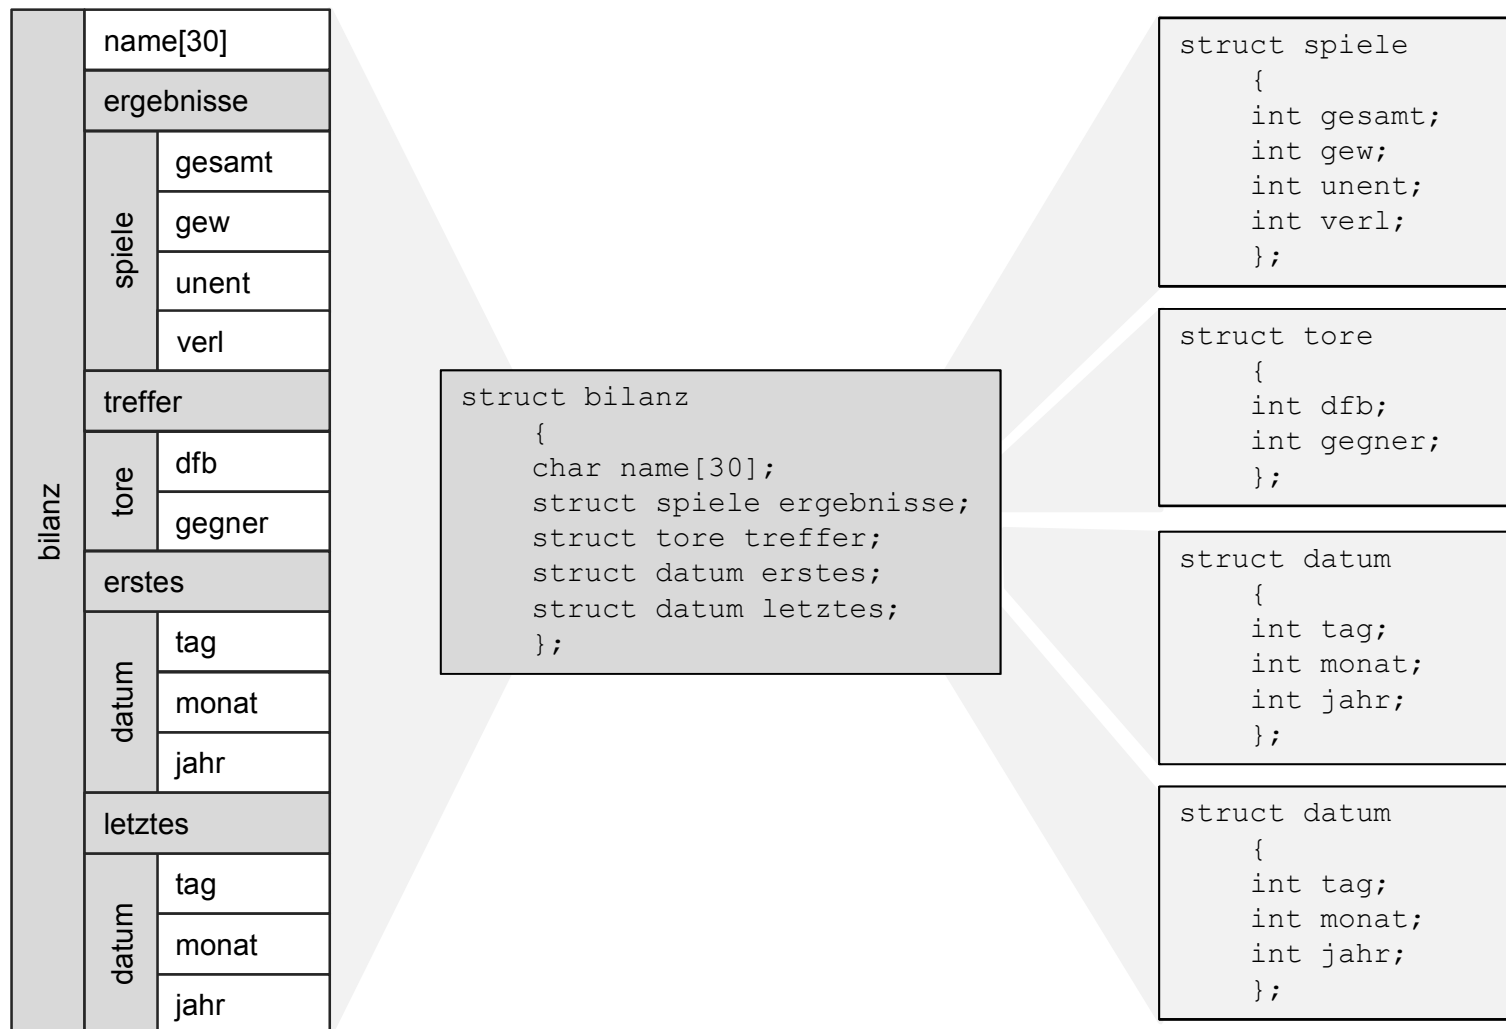 bilanz
name[30]
ergebnisse
spiele
gesamt
gew
unent
verl
treffer
tore
dfb
gegner
erstes
datum
tag
monat
jahr
letztes
datum
tag
monat
jahr
struct bilanz
{
char name[30];
struct spiele ergebnisse;
struct tore treffer;
struct datum erstes;
struct datum letztes;
};
struct spiele
{
int gesamt;
int gew;
int unent;
int verl;
};
struct tore
{
int dfb;
int gegner;
};
struct datum
{
int tag;
int monat;
int jahr;
};
struct datum
{
int tag;
int monat;
int jahr;
};